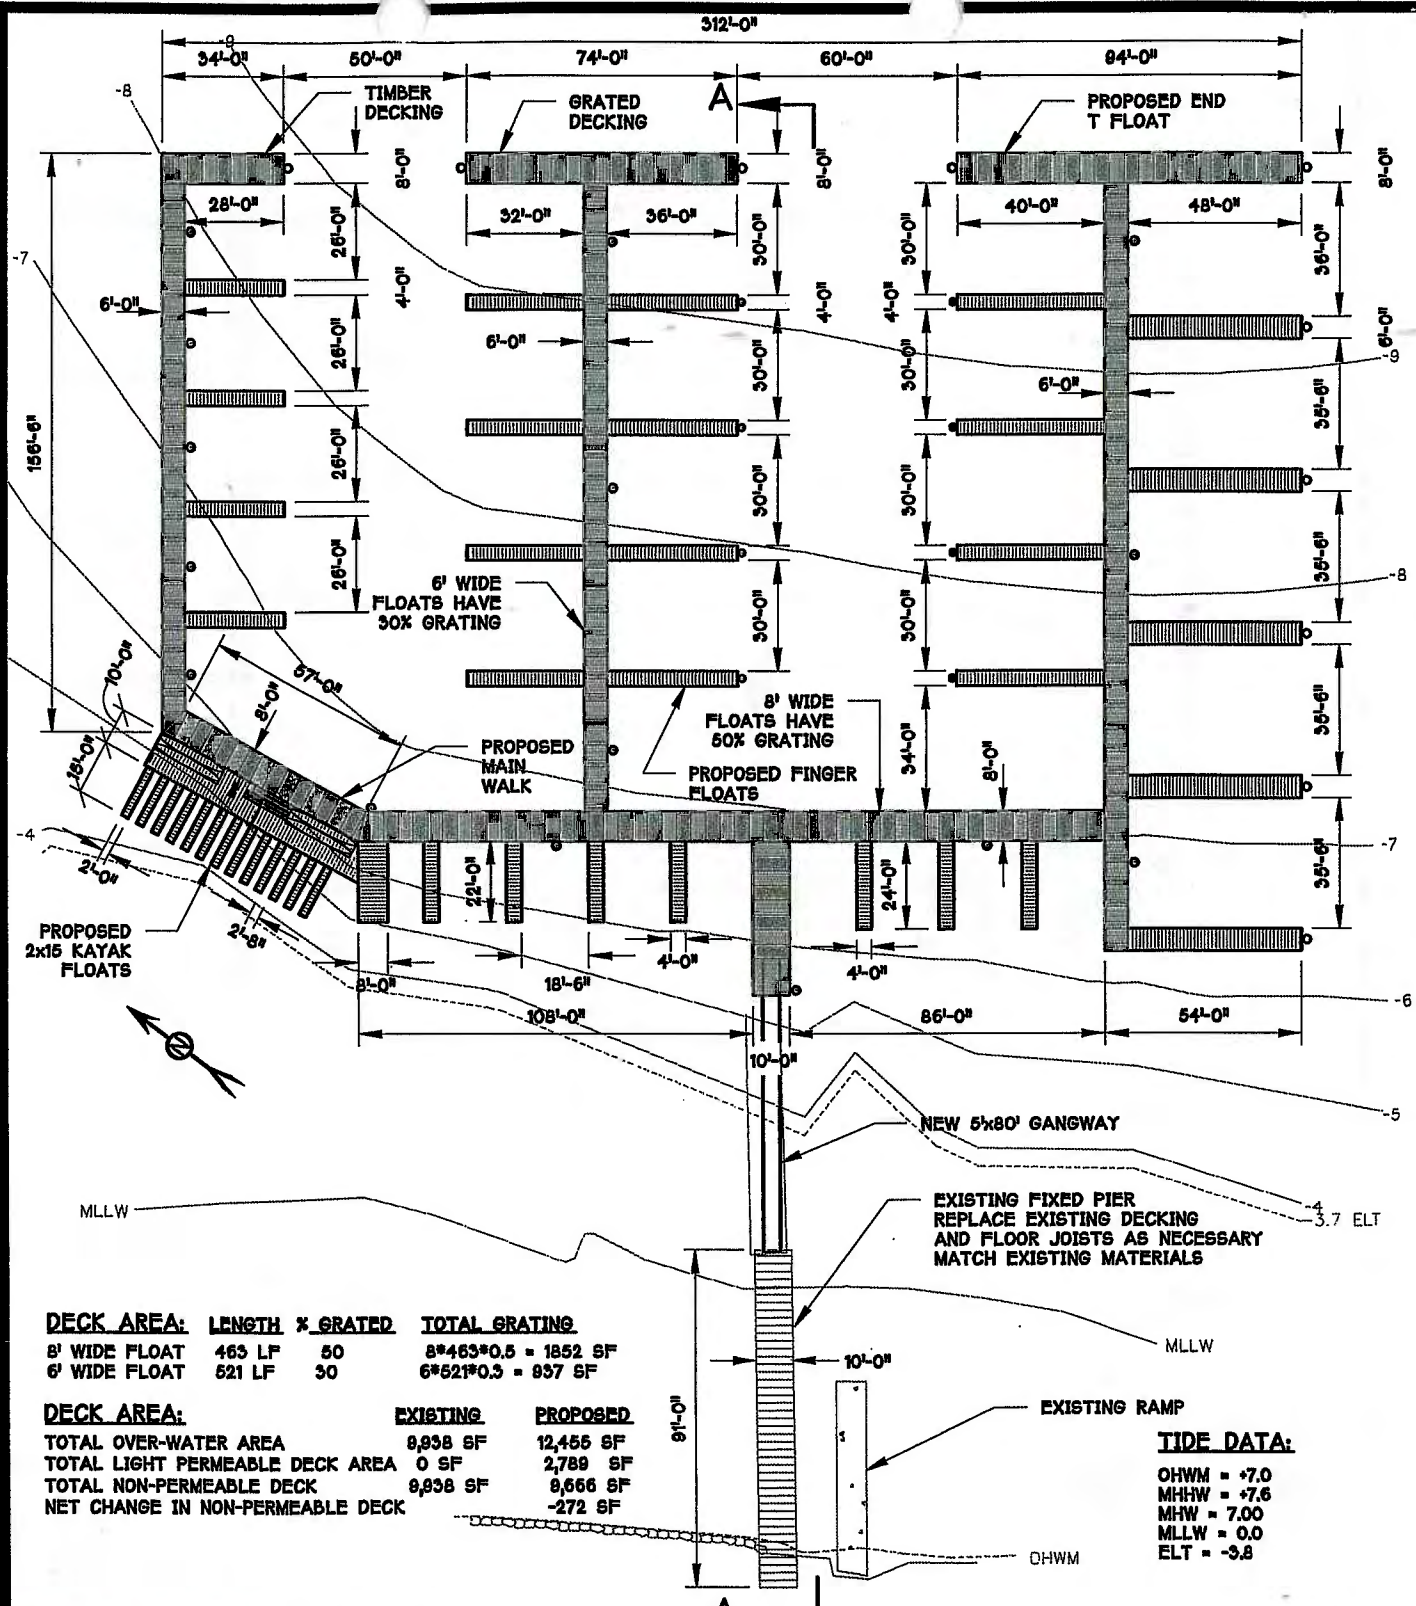 312'-0"
34'-0"
50'-0"
74'-0"
60'-0"
94'-0"
-9
-8
TIMBER
DECKING
GRATED
DECKING
A
PROPOSED END
T FLOAT
8'-0"
8'-0"
8'-0"
28'-0"
32'-0"
36'-0"
40'-0"
48'-0"
26'-0"
30'-0"
30'-0"
36'-0"
-7
6'-0"
4'-0"
4'-0"
4'-0"
6'-0"
6'-0"
6'-0"
-9
26'-0"
30'-0"
30'-0"
35'-6"
156'-6"
26'-0"
30'-0"
30'-0"
35'-6"
26'-0"
30'-0"
30'-0"
-8
6' WIDE
FLOATS HAVE
30% GRATING
10'-0"
57'-0"
8'-0"
15'-0"
PROPOSED
MAIN
WALK
PROPOSED FINGER
FLOATS
8' WIDE
FLOATS HAVE
50% GRATING
34'-0"
8'-0"
35'-6"
-4
2'-0"
22'-0"
24'-0"
35'-6"
-7
PROPOSED
2x15 KAYAK
FLOATS
2'-8"
8'-0"
18'-6"
4'-0"
4'-0"
-6
N
108'-0"
10'-0"
86'-0"
54'-0"
-5
NEW 5'x80' GANGWAY
MLLW
EXISTING FIXED PIER
REPLACE EXISTING DECKING
AND FLOOR JOISTS AS NECESSARY
MATCH EXISTING MATERIALS
-4
-3.7 ELT
DECK AREA: LENGTH % GRATED TOTAL GRATING
8' WIDE FLOAT 463 LF 50 8*463*0.5 = 1852 SF
6' WIDE FLOAT 521 LF 30 6*521*0.3 = 937 SF
MLLW
10'-0"
91'-0"
EXISTING RAMP
DECK AREA: EXISTING PROPOSED
TOTAL OVER-WATER AREA 9,938 SF 12,455 SF
TOTAL LIGHT PERMEABLE DECK AREA 0 SF 2,789 SF
TOTAL NON-PERMEABLE DECK 9,938 SF 9,666 SF
NET CHANGE IN NON-PERMEABLE DECK -272 SF
TIDE DATA:
OHWM = +7.0
MHHW = +7.6
MHW = 7.00
MLLW = 0.0
ELT = -3.8
OHWM
A